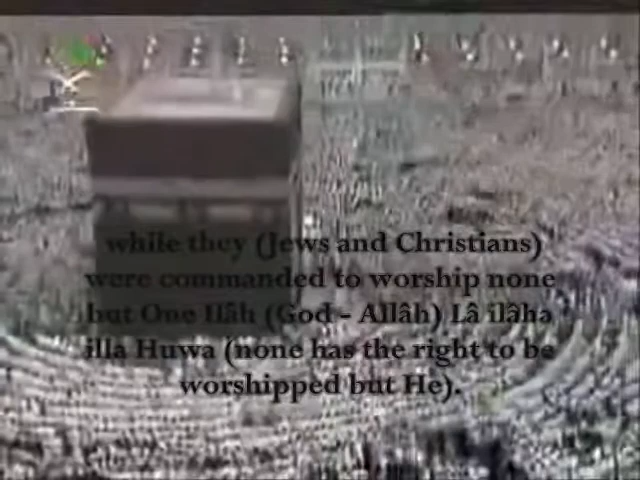 while they (Jews and Christians)
were commanded to worship none
but One Ilâh (God - Allâh) Lâ ilâha
illa Huwa (none has the right to be
worshipped but He).